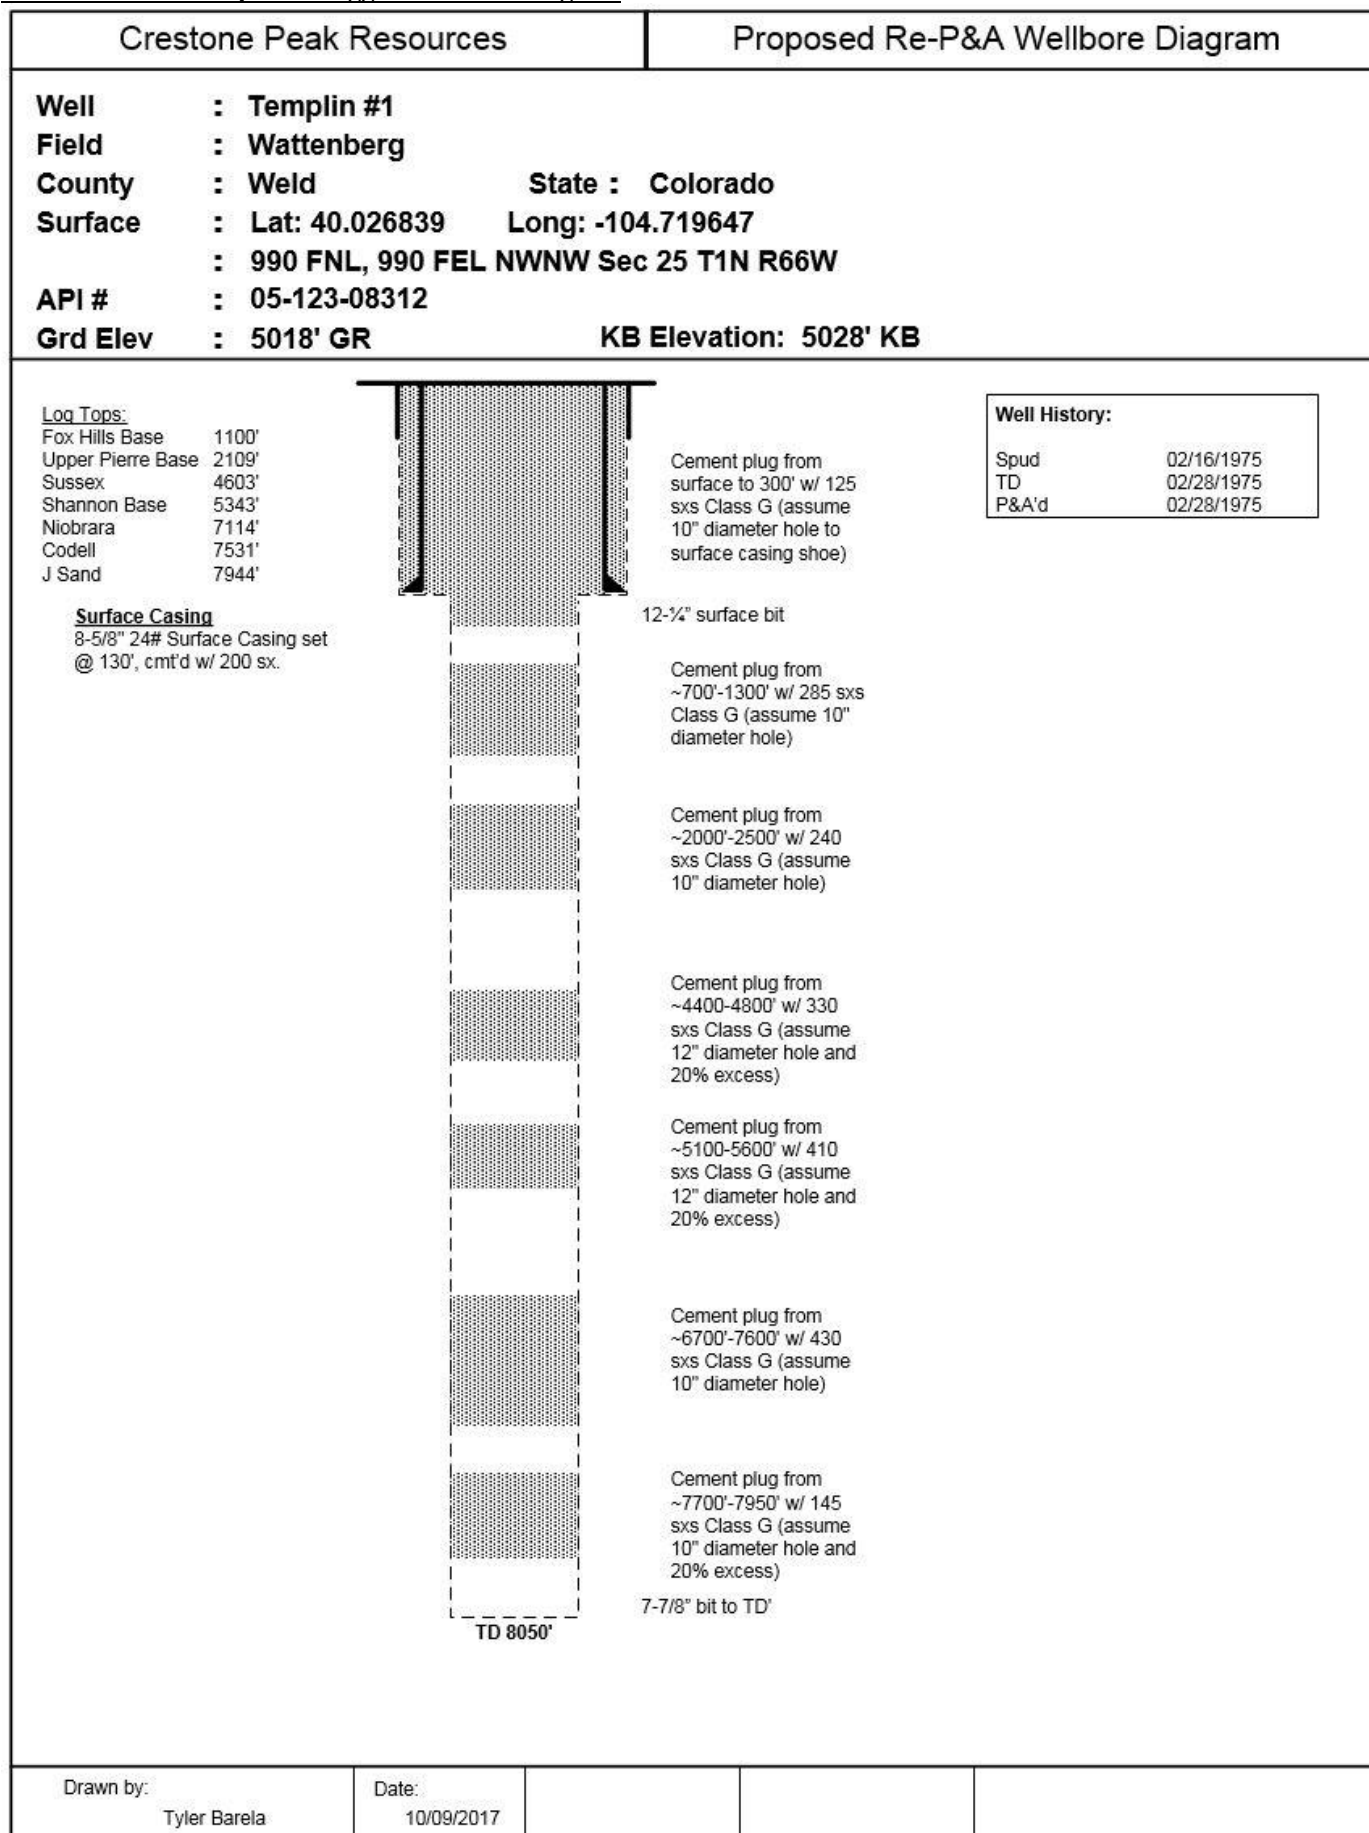 Crestone Peak Resources
Proposed Re-P&A Wellbore Diagram
Well : Templin #1
Field : Wattenberg
County : Weld State : Colorado
Surface : Lat: 40.026839 Long: -104.719647
: 990 FNL, 990 FEL NWNW Sec 25 T1N R66W
API # : 05-123-08312
Grd Elev : 5018' GR KB Elevation: 5028' KB
Log Tops:
Fox Hills Base 1100'
Upper Pierre Base 2109'
Sussex 4603'
Shannon Base 5343'
Niobrara 7114'
Codell 7531'
J Sand 7944'
Surface Casing
8-5/8" 24# Surface Casing set
@ 130', cmt'd w/ 200 sx.
Cement plug from
surface to 300' w/ 125
sxs Class G (assume
10" diameter hole to
surface casing shoe)
12-¼" surface bit
Cement plug from
~700'-1300' w/ 285 sxs
Class G (assume 10"
diameter hole)
Cement plug from
~2000'-2500' w/ 240
sxs Class G (assume
10" diameter hole)
Cement plug from
~4400-4800' w/ 330
sxs Class G (assume
12" diameter hole and
20% excess)
Cement plug from
~5100-5600' w/ 410
sxs Class G (assume
12" diameter hole and
20% excess)
Cement plug from
~6700'-7600' w/ 430
sxs Class G (assume
10" diameter hole)
Cement plug from
~7700'-7950' w/ 145
sxs Class G (assume
10" diameter hole and
20% excess)
7-7/8" bit to TD'
TD 8050'
Well History:
Spud 02/16/1975
TD 02/28/1975
P&A'd 02/28/1975
Drawn by:
Tyler Barela
Date:
10/09/2017